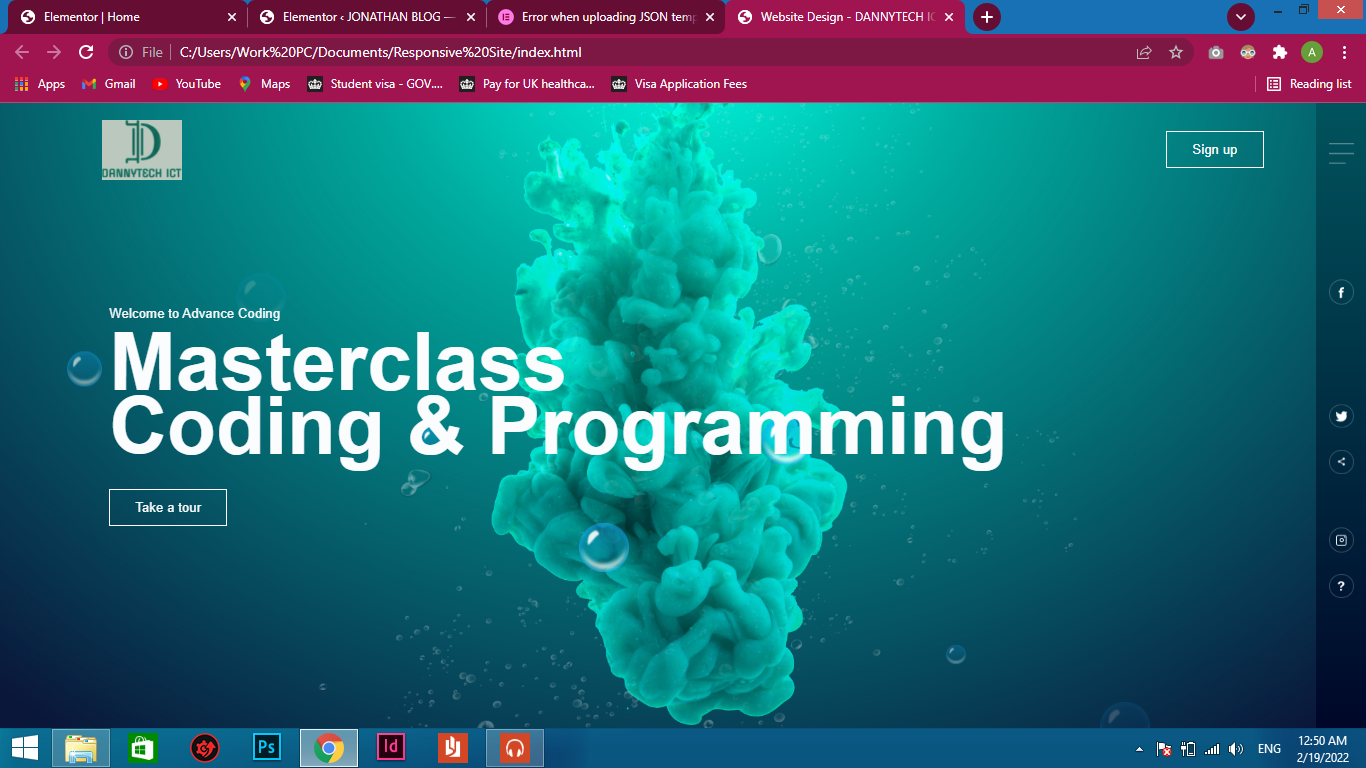 Elementor | Home
Elementor ‹ JONATHAN BLOG —
Error when uploading JSON temp
Website Design - DANNYTECH IC
File
C:/Users/Work%20PC/Documents/Responsive%20Site/index.html
A
Apps
Gmail
YouTube
Maps
Student visa - GOV....
Pay for UK healthca...
Visa Application Fees
Reading list
D
DANNYTECH ICT
Sign up
Welcome to Advance Coding
Masterclass
Coding & Programming
Take a tour
f
?
Ps
Id
ENG
12:50 AM
2/19/2022